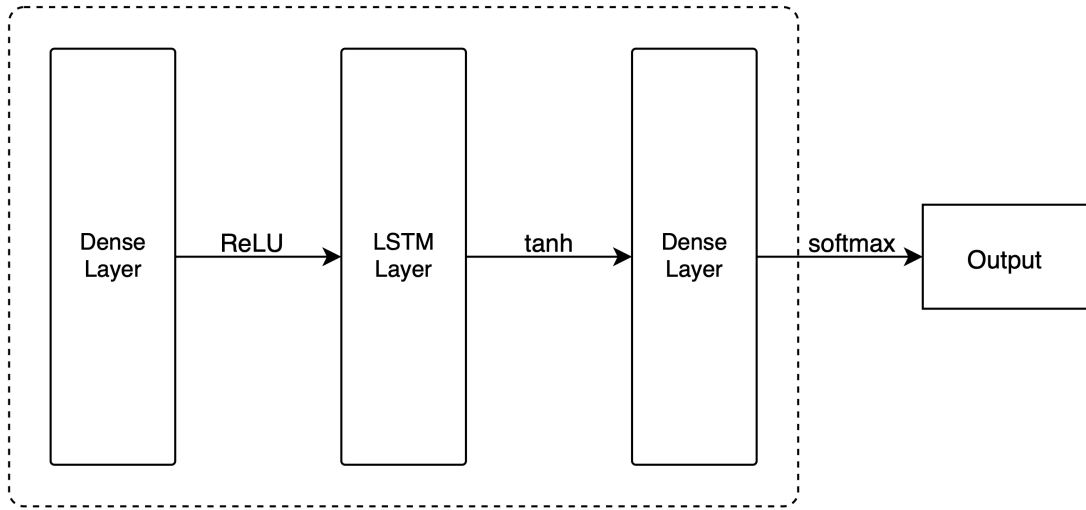 Dense
Layer
ReLU
LSTM
Layer
tanh
Dense
Layer
softmax
Output